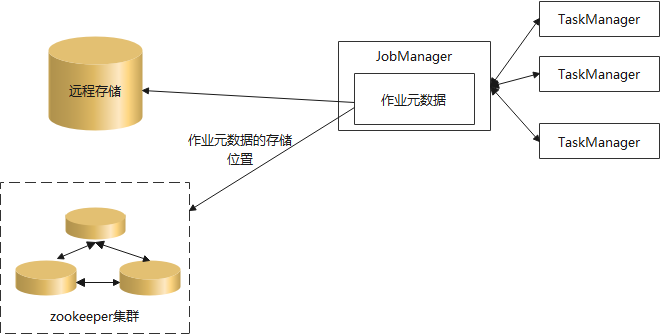 TaskManager
JobManager
TaskManager
远程存储
作业元数据
作业元数据的存储
位置
TaskManager
zookeeper集群